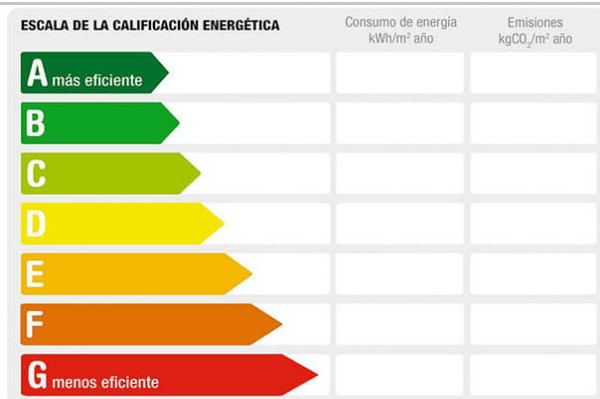 ESCALA DE LA CALIFICACIÓN ENERGÉTICA
Consumo de energía
kWh/m² año
Emisiones
kgCO₂/m² año
A más eficiente
B
C
D
E
F
G menos eficiente